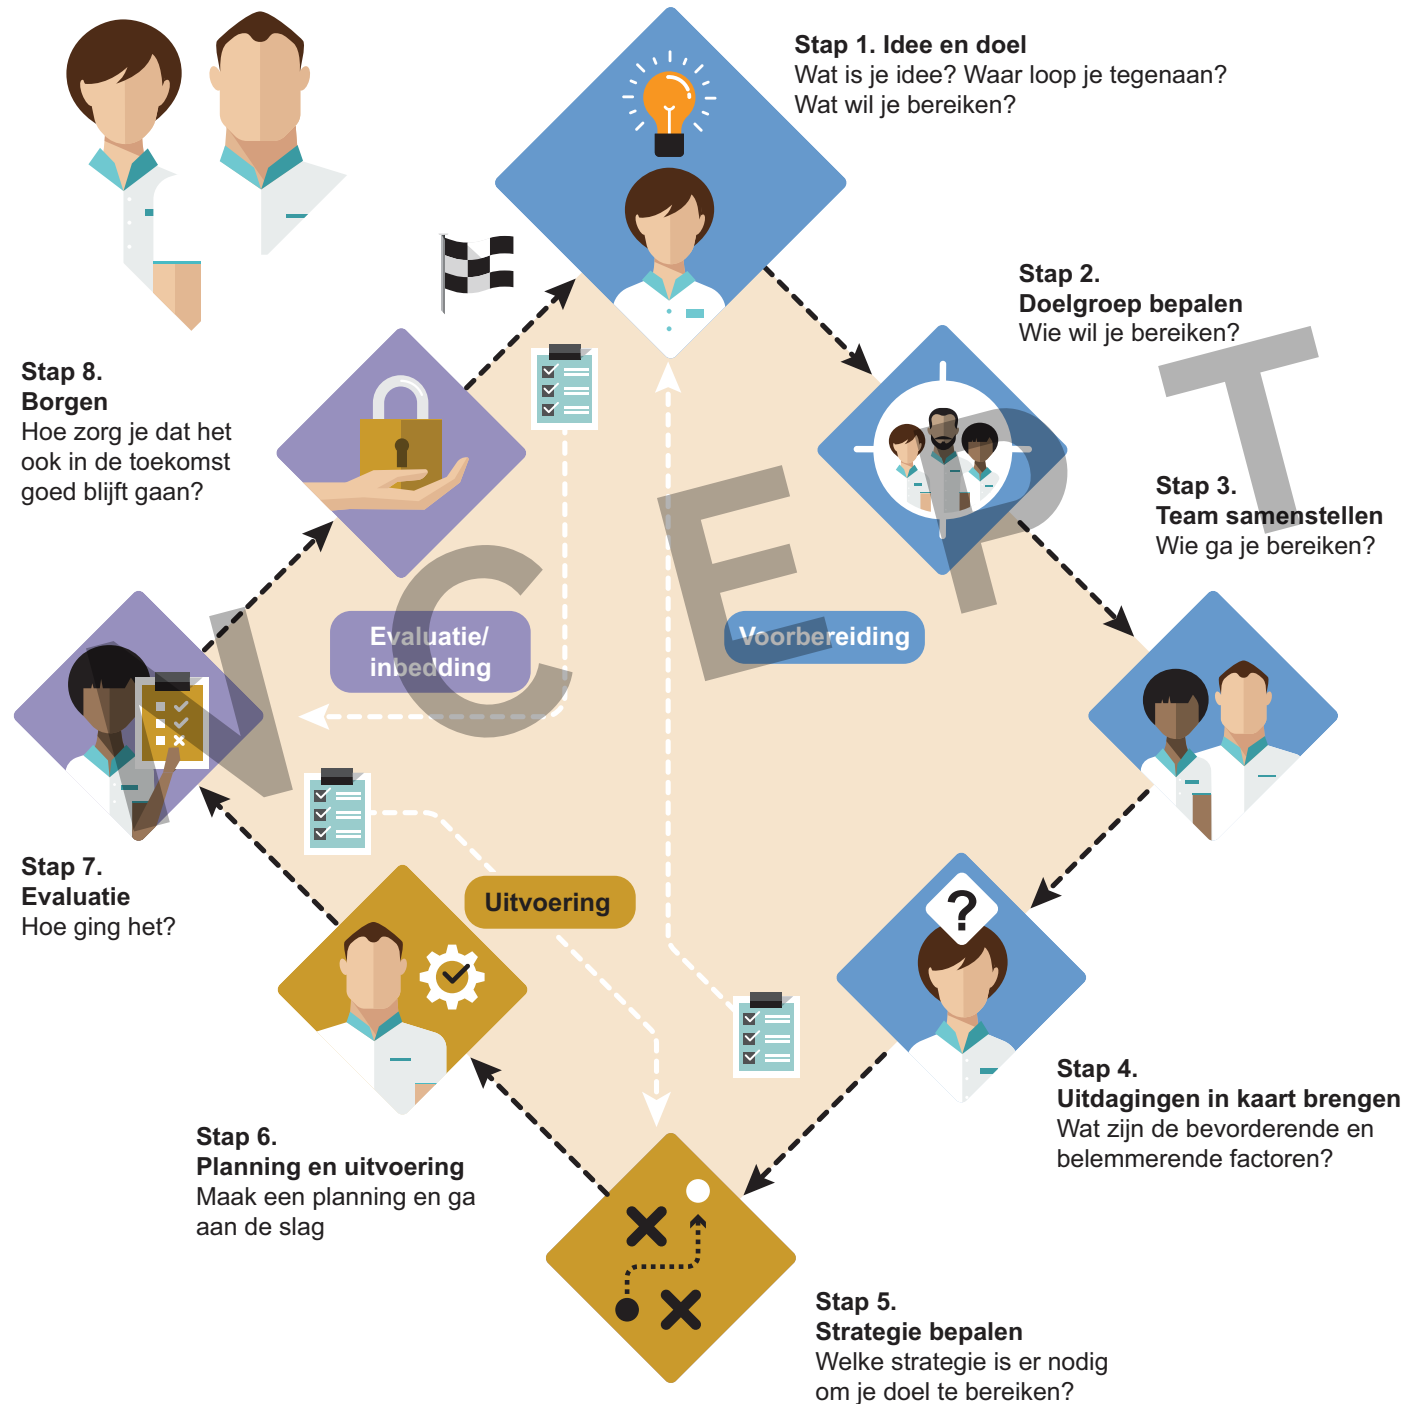 Stap 1. Idee en doel
Wat is je idee? Waar loop je tegenaan?
Wat wil je bereiken?
Stap 2.
Doelgroep bepalen
Wie wil je bereiken?
Stap 3.
Team samenstellen
Wie ga je bereiken?
Stap 4.
Uitdagingen in kaart brengen
Wat zijn de bevorderende en
belemmerende factoren?
Stap 5.
Strategie bepalen
Welke strategie is er nodig
om je doel te bereiken?
Stap 6.
Planning en uitvoering
Maak een planning en ga
aan de slag
Stap 7.
Evaluatie
Hoe ging het?
Stap 8.
Borgen
Hoe zorg je dat het
ook in de toekomst
goed blijft gaan?
Evaluatie/
inbedding
Voorbereiding
Uitvoering
?
NCEPT